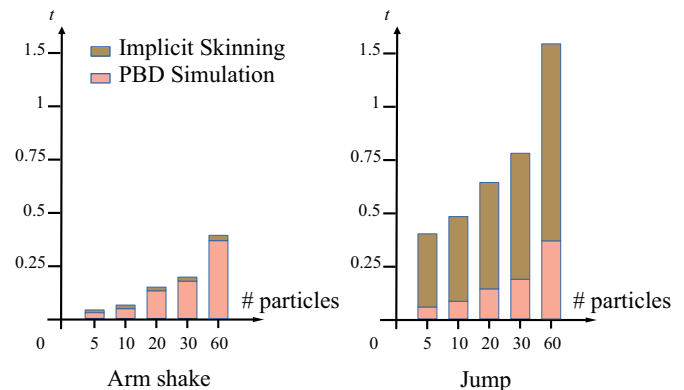 t
1.5
1
0.75
0.5
0.25
0
Implicit Skinning
PBD Simulation
# particles
5 10 20 30 60
Arm shake
t
1.5
1
0.75
0.5
0.25
0
# particles
5 10 20 30 60
Jump